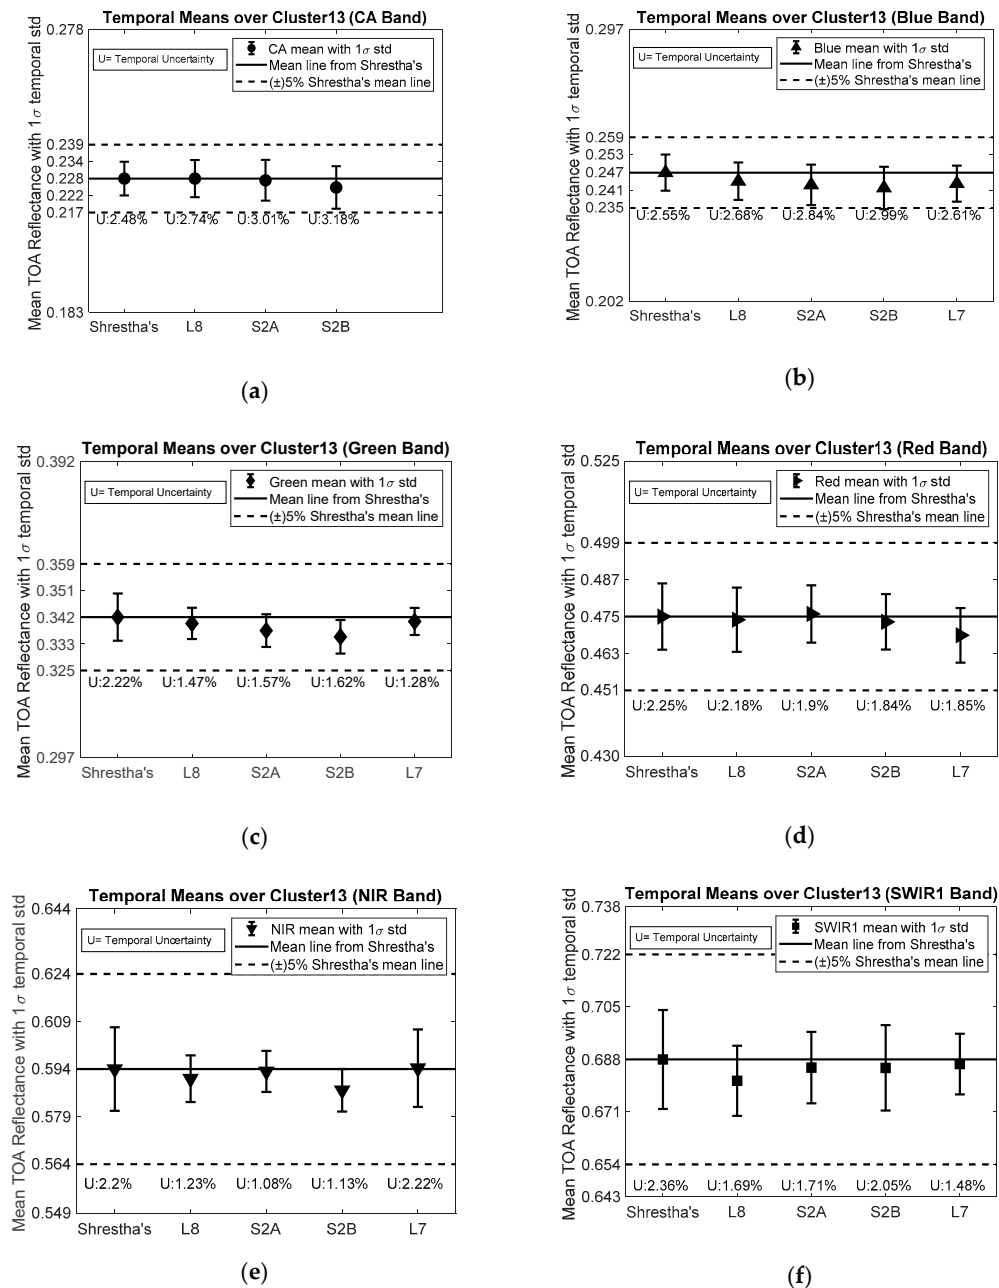 Temporal Means over Cluster13 (CA Band)
Mean TOA Reflectance with 1σ temporal std
0.278
0.239
0.234
0.228
0.222
0.217
0.183
U= Temporal Uncertainty
CA mean with 1σ std
Mean line from Shrestha's
(±)5% Shrestha's mean line
U:2.48% U:2.74% U:3.01% U:3.18%
Shrestha's L8 S2A S2B
(a)
Temporal Means over Cluster13 (Blue Band)
Mean TOA Reflectance with 1σ temporal std
0.297
0.259
0.253
0.247
0.241
0.235
0.202
U= Temporal Uncertainty
Blue mean with 1σ std
Mean line from Shrestha's
(±)5% Shrestha's mean line
U:2.55% U:2.68% U:2.84% U:2.99% U:2.61%
Shrestha's L8 S2A S2B L7
(b)
Temporal Means over Cluster13 (Green Band)
Mean TOA Reflectance with 1σ temporal std
0.392
0.359
0.351
0.342
0.333
0.325
0.297
U= Temporal Uncertainty
Green mean with 1σ std
Mean line from Shrestha's
(±)5% Shrestha's mean line
U:2.22% U:1.47% U:1.57% U:1.62% U:1.28%
Shrestha's L8 S2A S2B L7
(c)
Temporal Means over Cluster13 (Red Band)
Mean TOA Reflectance with 1σ temporal std
0.525
0.499
0.487
0.475
0.463
0.451
0.430
U= Temporal Uncertainty
Red mean with 1σ std
Mean line from Shrestha's
(±)5% Shrestha's mean line
U:2.25% U:2.18% U:1.9% U:1.84% U:1.85%
Shrestha's L8 S2A S2B L7
(d)
Temporal Means over Cluster13 (NIR Band)
Mean TOA Reflectance with 1σ temporal std
0.644
0.624
0.609
0.594
0.579
0.564
0.549
U= Temporal Uncertainty
NIR mean with 1σ std
Mean line from Shrestha's
(±)5% Shrestha's mean line
U:2.2% U:1.23% U:1.08% U:1.13% U:2.22%
Shrestha's L8 S2A S2B L7
(e)
Temporal Means over Cluster13 (SWIR1 Band)
Mean TOA Reflectance with 1σ temporal std
0.738
0.722
0.705
0.688
0.671
0.654
0.643
U= Temporal Uncertainty
SWIR1 mean with 1σ std
Mean line from Shrestha's
(±)5% Shrestha's mean line
U:2.36% U:1.69% U:1.71% U:2.05% U:1.48%
Shrestha's L8 S2A S2B L7
(f)